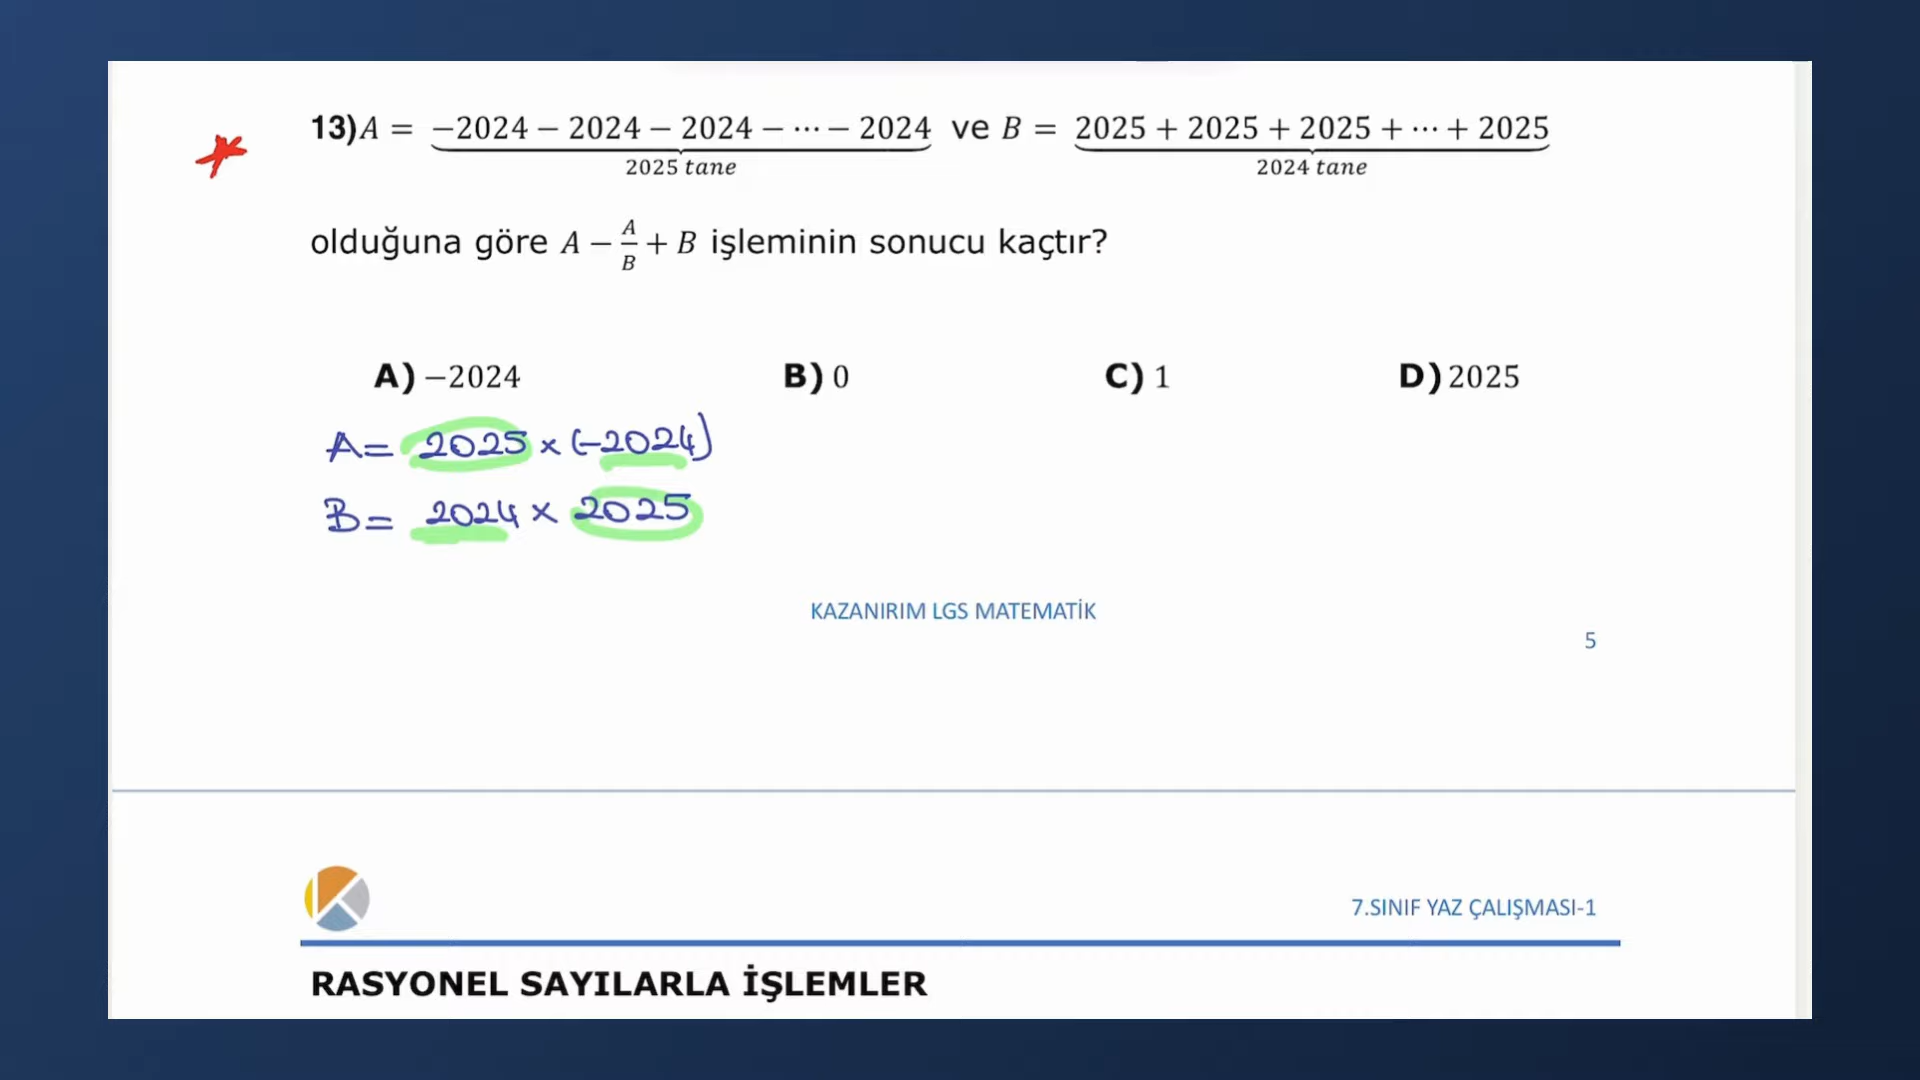 13) A = −2024 − 2024 − 2024 − ⋯ − 2024 ve B = 2025 + 2025 + 2025 + ⋯ + 2025
2025 tane 2024 tane
olduğuna göre A − A/B + B işleminin sonucu kaçtır?
A) −2024 B) 0 C) 1 D) 2025
A = 2025 × (−2024)
B = 2024 × 2025
KAZANIRIM LGS MATEMATİK
5
7.SINIF YAZ ÇALIŞMASI-1
RASYONEL SAYILARLA İŞLEMLER